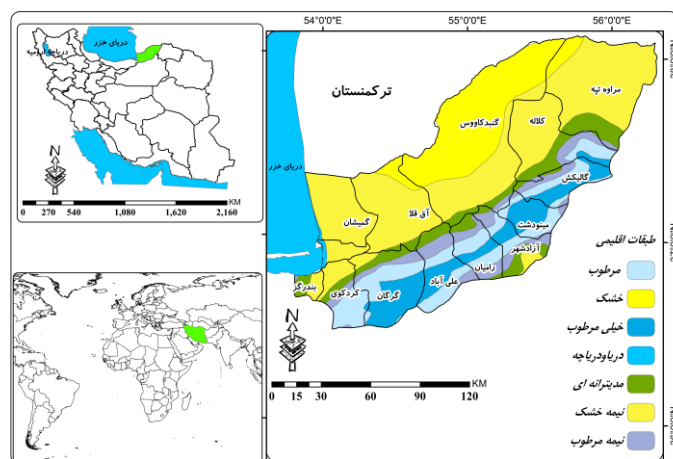 دریای خزر
دریاچه ارومیه
N
0 270 540 1,080 1,620 2,160
KM
54°0'0"E 55°0'0"E 56°0'0"E
ترکمنستان
دریای خزر
مراوه تپه
کلاله
گنبدکاووس
گالیکش
آق قلا
گمیشان
مینودشت
آزادشهر
رامیان
علی آباد
گرگان
کردکوی
بندرگز
طبقات اقلیمی
مرطوب
خشک
خیلی مرطوب
دریاودریاچه
مدیترانه ای
نیمه خشک
نیمه مرطوب
N
KM
0 15 30 60 90 120